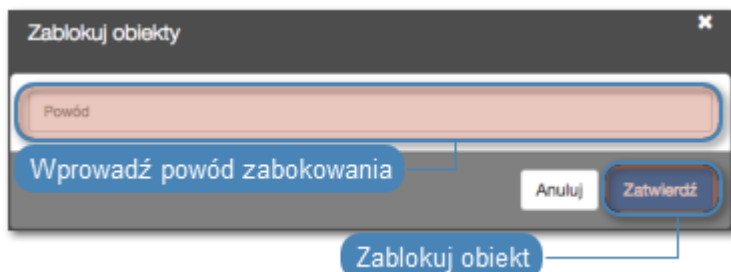 Zablokuj obiekty
Powód
Wprowadź powód zabokowania
Anuluj
Zatwierdź
Zablokuj obiekt